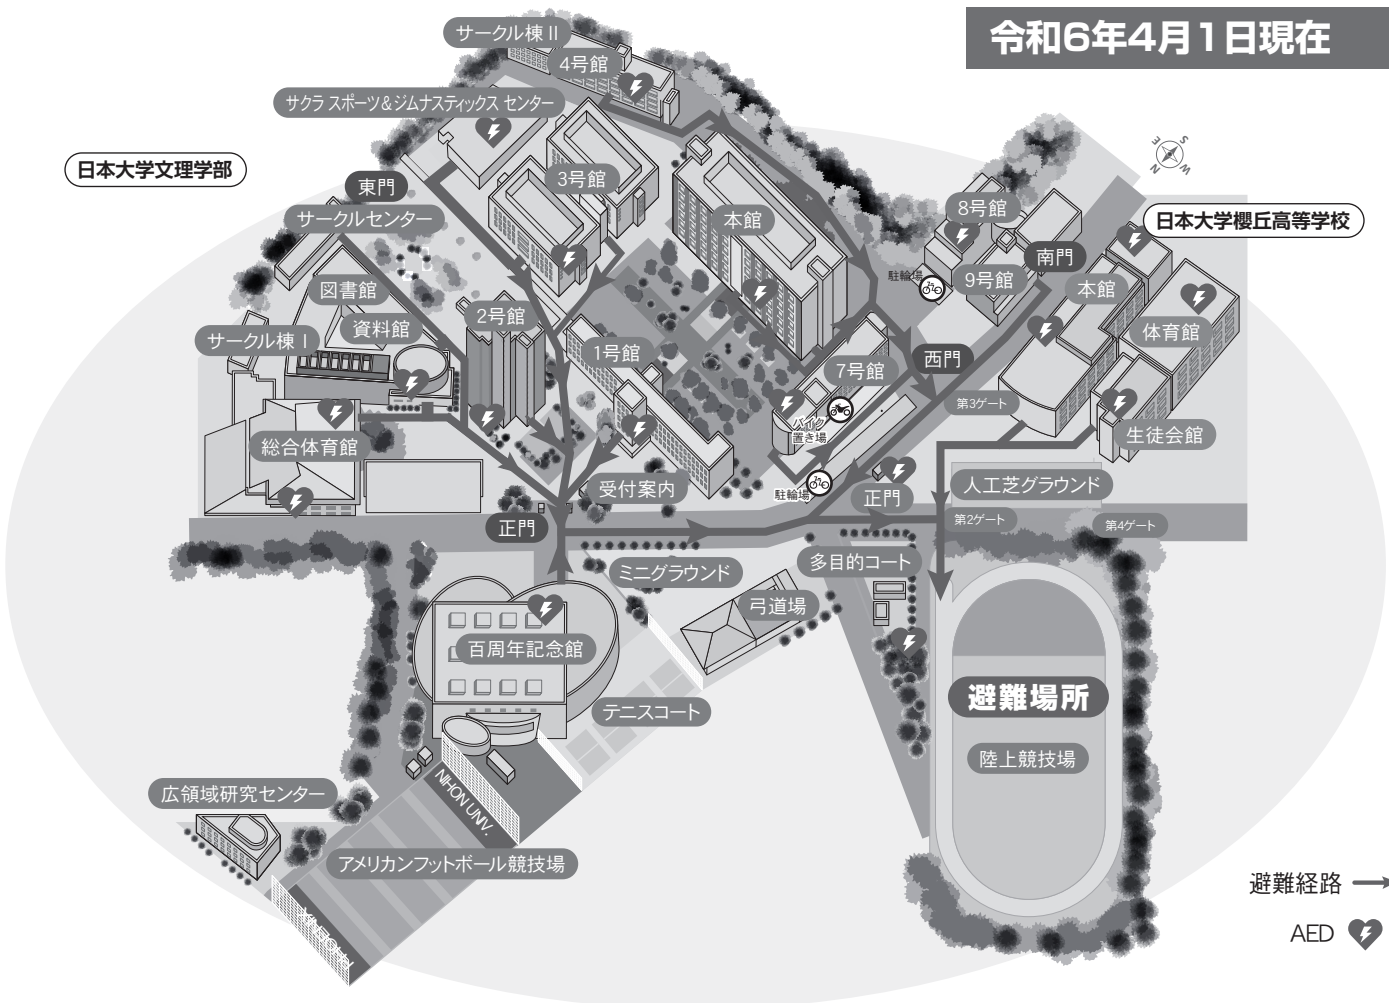 令和6年4月1日現在
サークル棟Ⅱ
4号館
サクラ スポーツ&ジムナスティックス センター
日本大学文理学部
東門
3号館
サークルセンター
本館
8号館
N
E
S
W
日本大学櫻丘高等学校
駐輪場
9号館
南門
本館
体育館
図書館
資料館
サークル棟Ⅰ
2号館
1号館
7号館
西門
バイク
置き場
第3ゲート
生徒会館
総合体育館
受付案内
駐輪場
正門
人工芝グラウンド
正門
第2ゲート
第4ゲート
ミニグラウンド
多目的コート
弓道場
百周年記念館
テニスコート
避難場所
陸上競技場
広領域研究センター
NIHON UNIV.
アメリカンフットボール競技場
PHOENIX
避難経路
AED